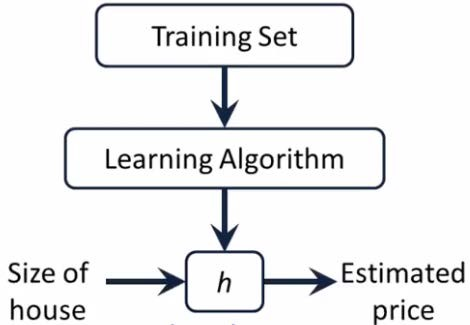 Training Set
Learning Algorithm
Size of
house
h
Estimated
price